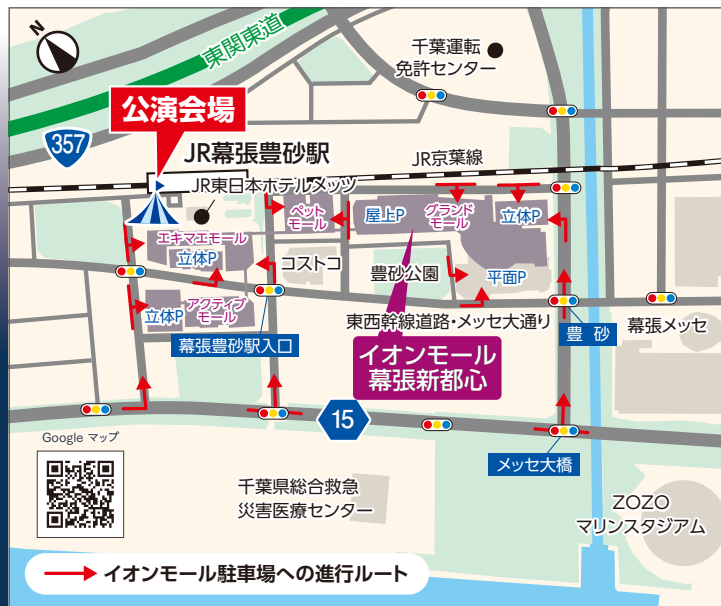 N
東関東道
千葉運転
免許センター
公演会場
357
JR幕張豊砂駅
JR京葉線
JR東日本ホテルメッツ
ペット
モール
屋上P
グランド
モール
立体P
エキマエモール
立体P
コストコ
豊砂公園
平面P
立体P
アクティブ
モール
東西幹線道路・メッセ大通り
幕張豊砂駅入口
豊 砂
幕張メッセ
イオンモール
幕張新都心
15
Google マップ
メッセ大橋
千葉県総合救急
災害医療センター
ZOZO
マリンスタジアム
イオンモール駐車場への進行ルート